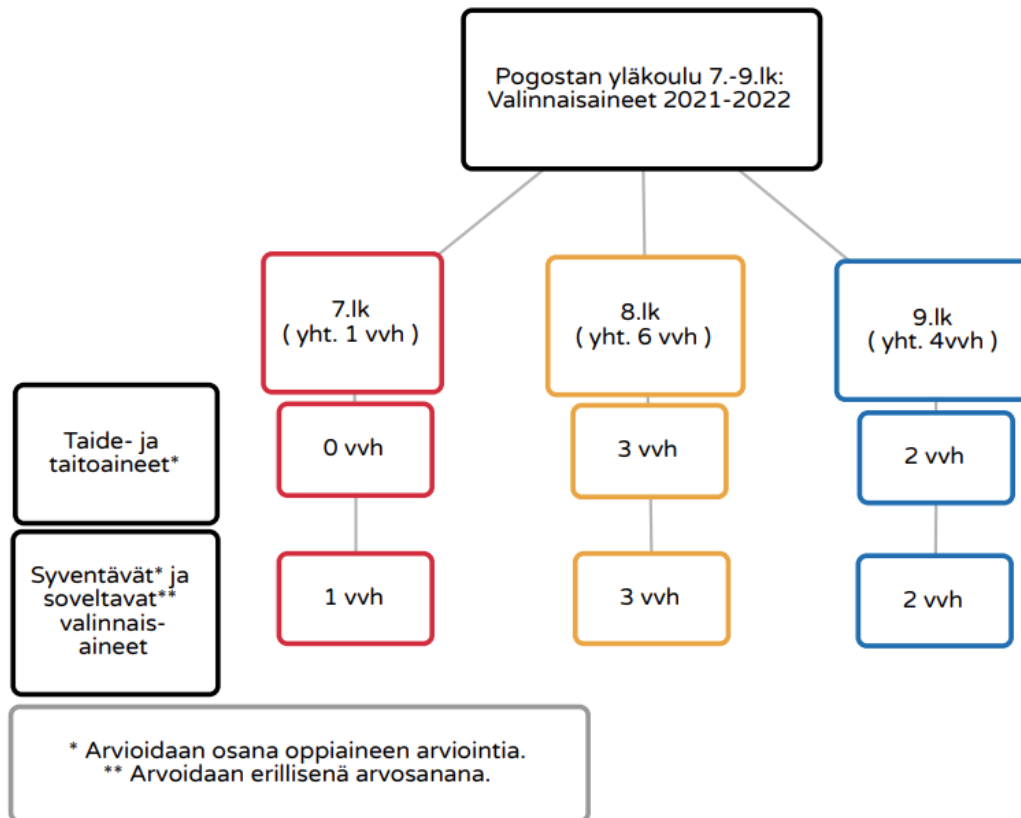 Pogostan yläkoulu 7.-9.lk:
Valinnaisaineet 2021-2022
7.lk
( yht. 1 vvh )
8.lk
( yht. 6 vvh )
9.lk
( yht. 4vvh )
Taide- ja
taitoaineet*
0 vvh
3 vvh
2 vvh
Syventävät* ja
soveltavat**
valinnais-
aineet
1 vvh
3 vvh
2 vvh
* Arvioidaan osana oppiaineen arviointia.
** Arvoidaan erillisenä arvosanana.